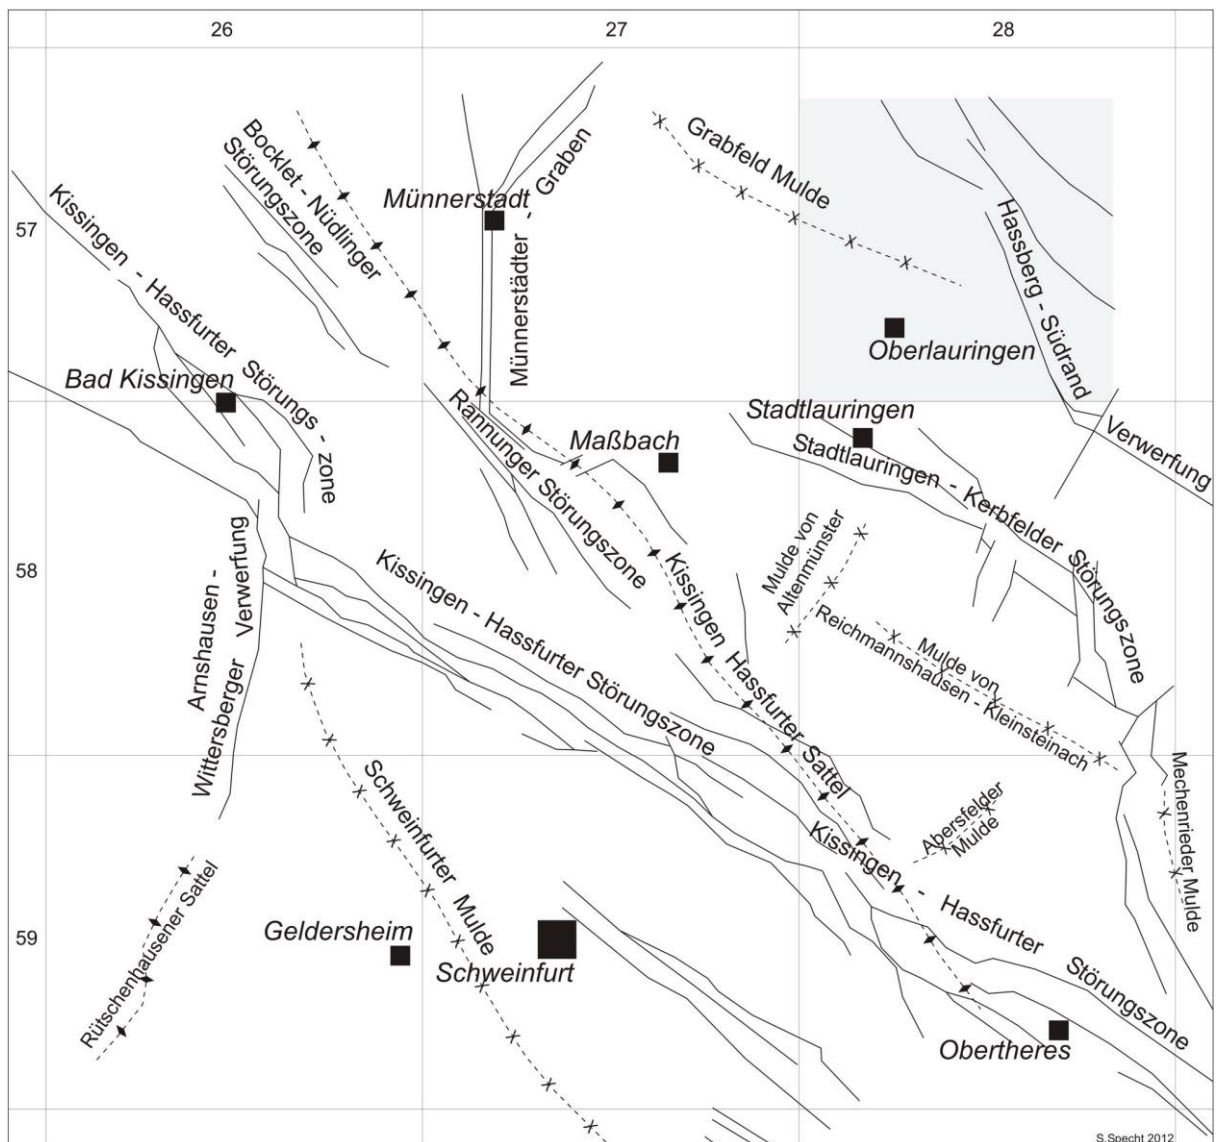 26
27
28
57
58
59
Bocklet - Nüdlinger
Störungszone
Münnerstadt
Münnerstädter - Graben
Grabfeld Mulde
Hassberg - Südrand
Verwerfung
Oberlauringen
Kissingen - Hassfurter Störungs - zone
Bad Kissingen
Rannunger Störungszone
Maßbach
Stadtlauringen
Stadtlauringen - Kerbfelder Störungszone
Mulde von
Altenmünster
Arnshausen -
Wittersberger Verwerfung
Kissingen - Hassfurter Störungszone
Kissingen Hassfurter Sattel
Mulde von
Reichmannshausen - Kleinsteinach
Schweinfurter Mulde
Abersfelder
Mulde
Mechenrieder Mulde
Kissingen - Hassfurter Störungszone
Rütschenhausener Sattel
Geldersheim
Schweinfurt
Obertheres
S.Specht 2012